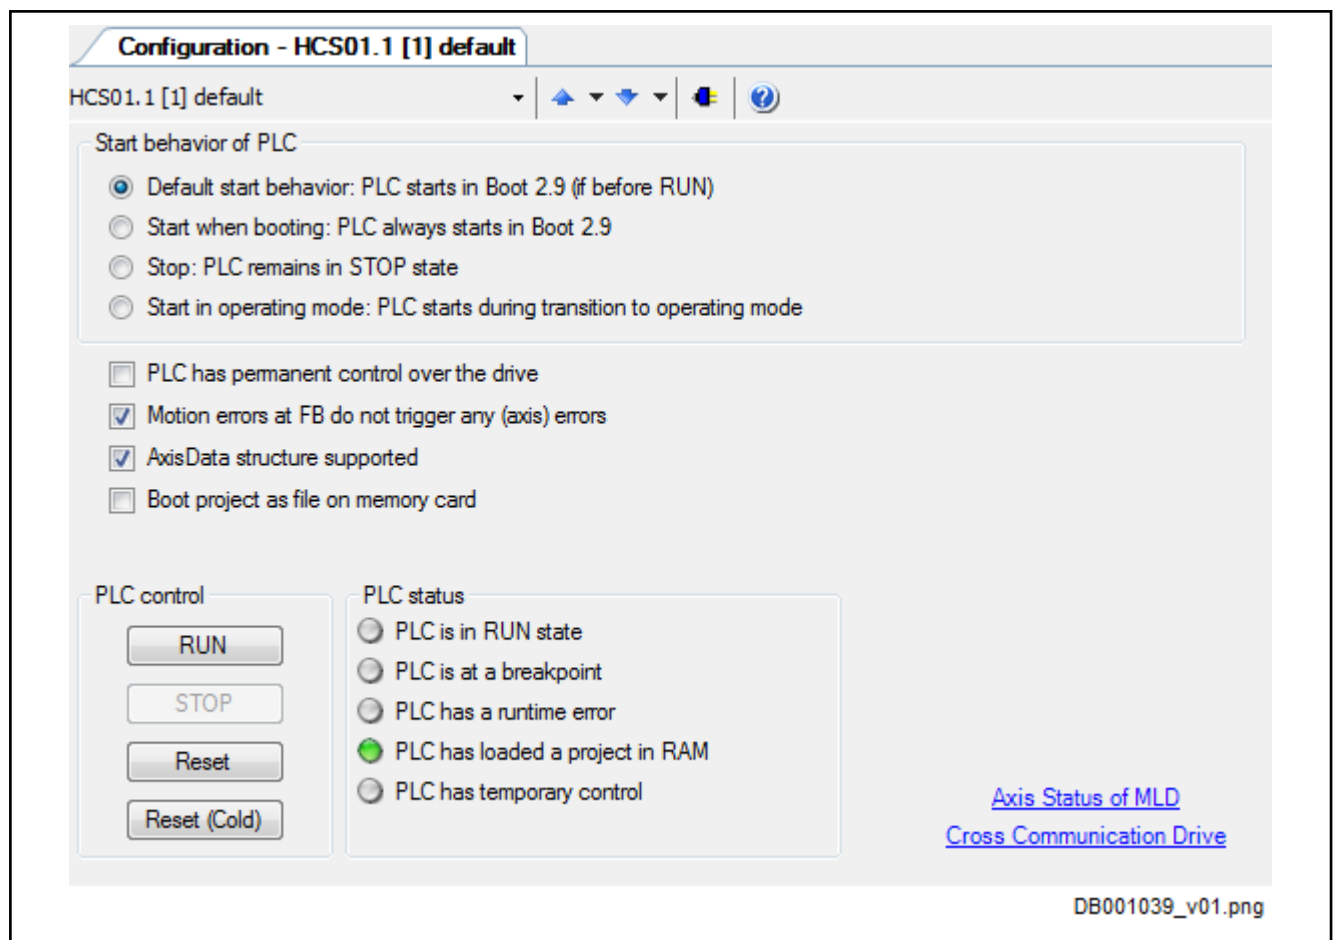 Configuration - HCS01.1 [1] default
HCS01.1 [1] default
Start behavior of PLC
Default start behavior: PLC starts in Boot 2.9 (if before RUN)
Start when booting: PLC always starts in Boot 2.9
Stop: PLC remains in STOP state
Start in operating mode: PLC starts during transition to operating mode
PLC has permanent control over the drive
Motion errors at FB do not trigger any (axis) errors
AxisData structure supported
Boot project as file on memory card
PLC control
RUN
STOP
Reset
Reset (Cold)
PLC status
PLC is in RUN state
PLC is at a breakpoint
PLC has a runtime error
PLC has loaded a project in RAM
PLC has temporary control
Axis Status of MLD
Cross Communication Drive
DB001039_v01.png